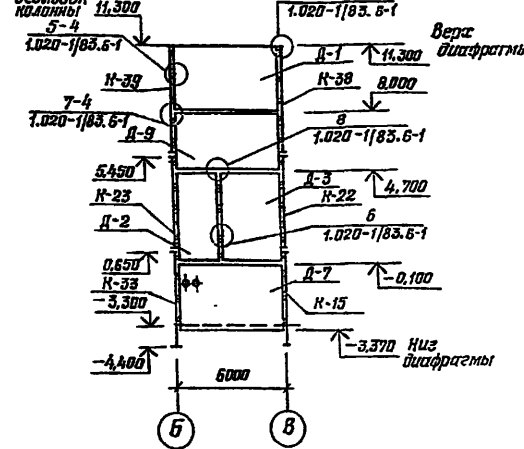 колонны
11,300
1.020-1/83.6-1
5-4
1.020-1/83.6-1
Д-1
11,300
Верх
диафрагмы
К-39
К-38
8,000
7-4
1.020-1/83.6-1
8
1.020-1/83.6-1
Д-9
5,450
Д-3
4,700
К-23
К-22
Д-2
6
1.020-1/83.6-1
0,650
Д-7
-0,100
К-33
-3,300
К-15
-3,370
Низ
диафрагмы
-4,400
6000
Б
В